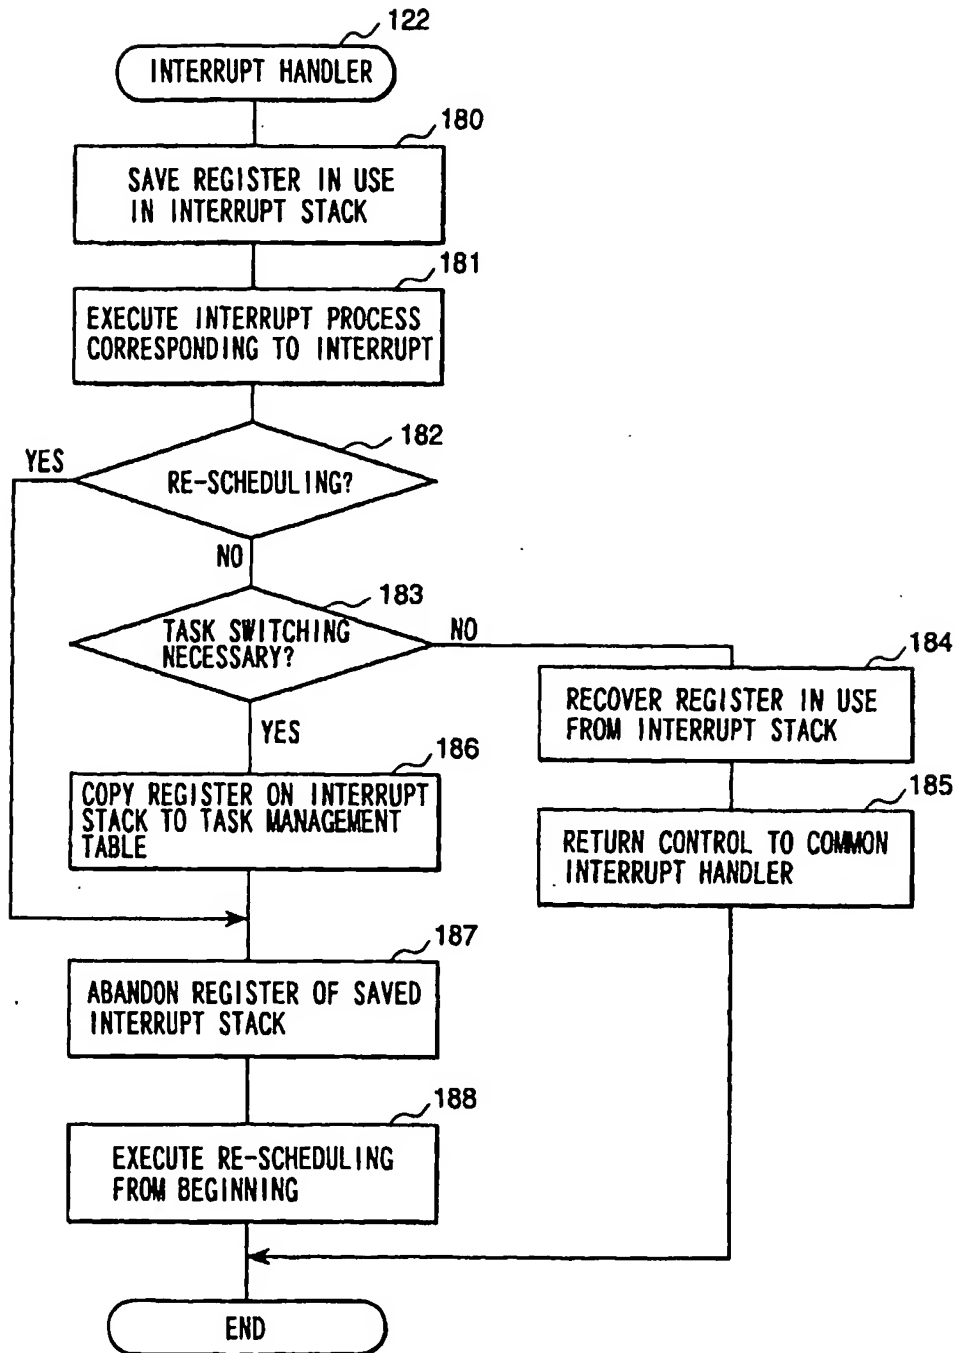 122
INTERRUPT HANDLER
180
SAVE REGISTER IN USE
IN INTERRUPT STACK
181
EXECUTE INTERRUPT PROCESS
CORRESPONDING TO INTERRUPT
182
YES
RE-SCHEDULING?
NO
183
TASK SWITCHING
NECESSARY?
NO
184
RECOVER REGISTER IN USE
FROM INTERRUPT STACK
YES
186
COPY REGISTER ON INTERRUPT
STACK TO TASK MANAGEMENT
TABLE
185
RETURN CONTROL TO COMMON
INTERRUPT HANDLER
187
ABANDON REGISTER OF SAVED
INTERRUPT STACK
188
EXECUTE RE-SCHEDULING
FROM BEGINNING
END